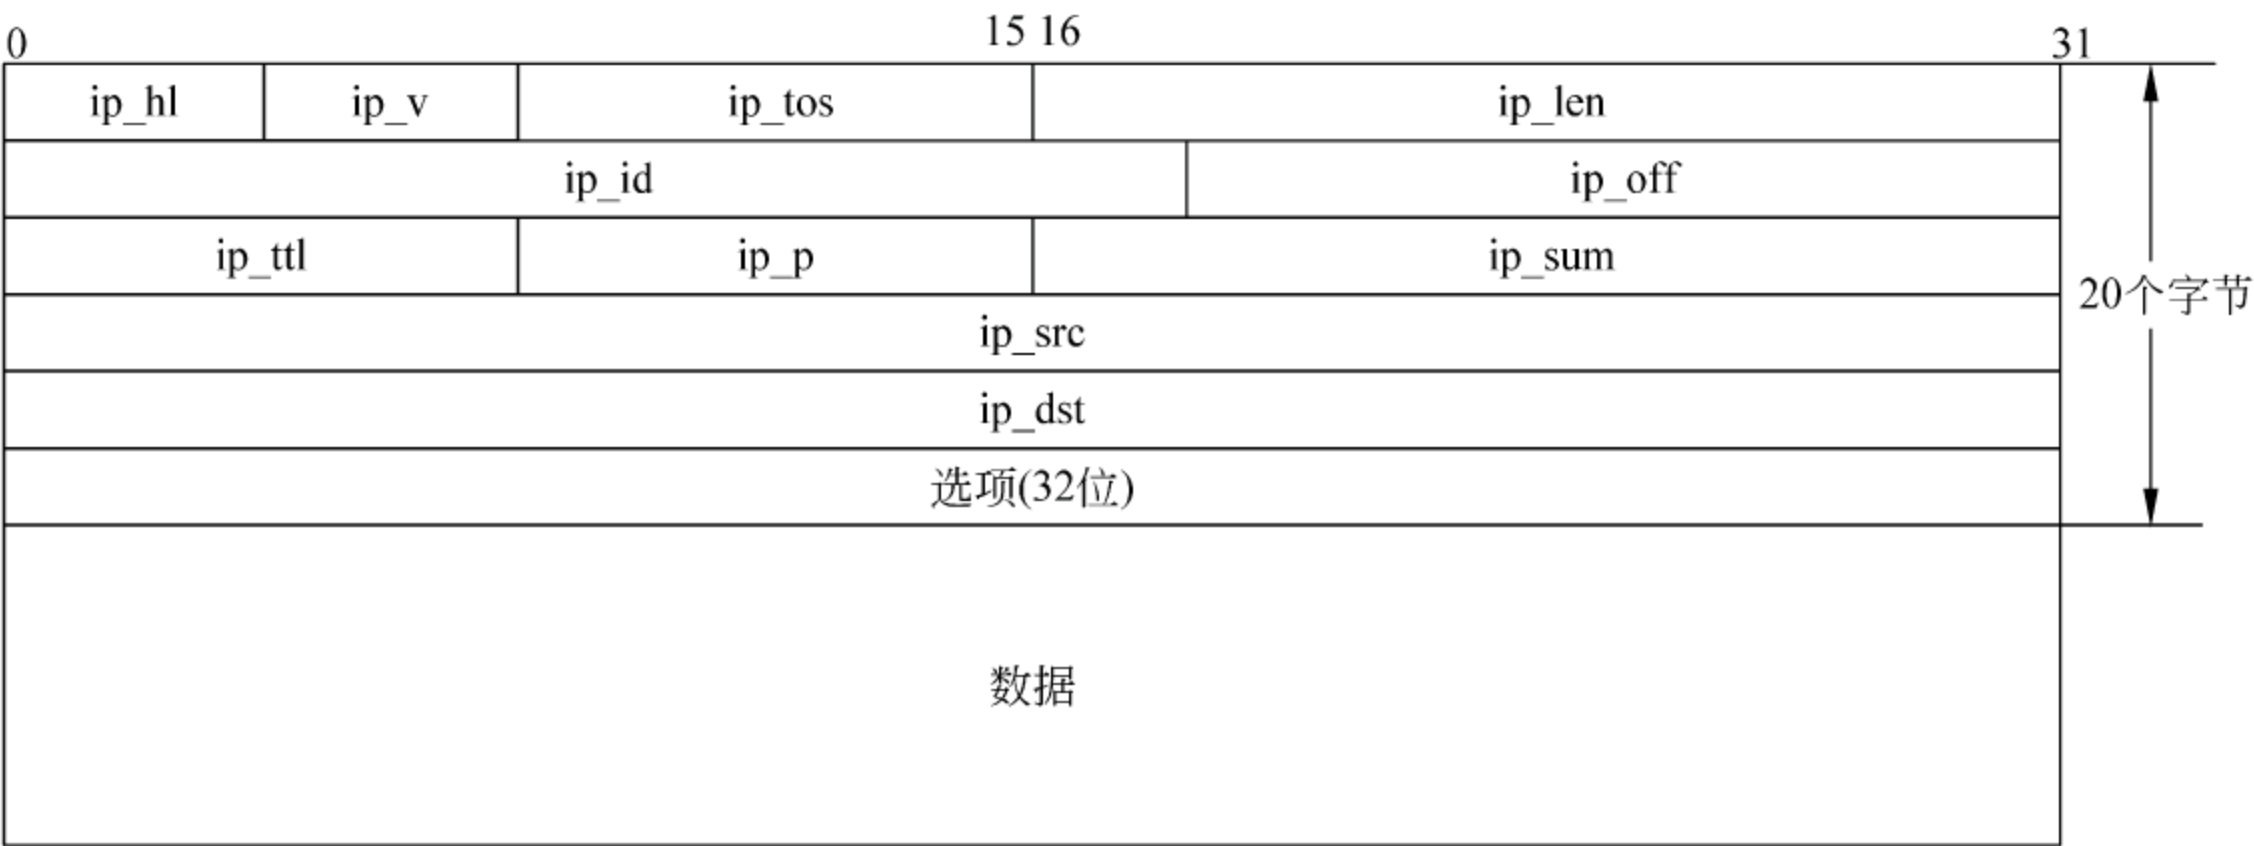 0 15 16 31
ip_hl ip_v ip_tos ip_len
ip_id ip_off
ip_ttl ip_p ip_sum
20个字节
ip_src
ip_dst
选项(32位)
数据